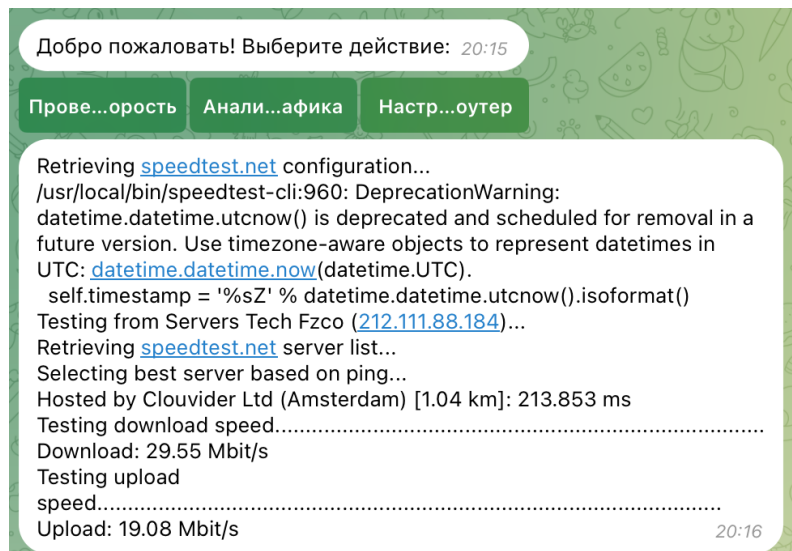 Добро пожаловать! Выберите действие: 20:15
Прове...орость Анали...афика Настр...оутер
Retrieving speedtest.net configuration...
/usr/local/bin/speedtest-cli:960: DeprecationWarning:
datetime.datetime.utcnow() is deprecated and scheduled for removal in a
future version. Use timezone-aware objects to represent datetimes in
UTC: datetime.datetime.now(datetime.UTC).
self.timestamp = '%sZ' % datetime.datetime.utcnow().isoformat()
Testing from Servers Tech Fzco (212.111.88.184)...
Retrieving speedtest.net server list...
Selecting best server based on ping...
Hosted by Clouvider Ltd (Amsterdam) [1.04 km]: 213.853 ms
Testing download speed................................................................................
Download: 29.55 Mbit/s
Testing upload
speed......................................................................................................
Upload: 19.08 Mbit/s 20:16